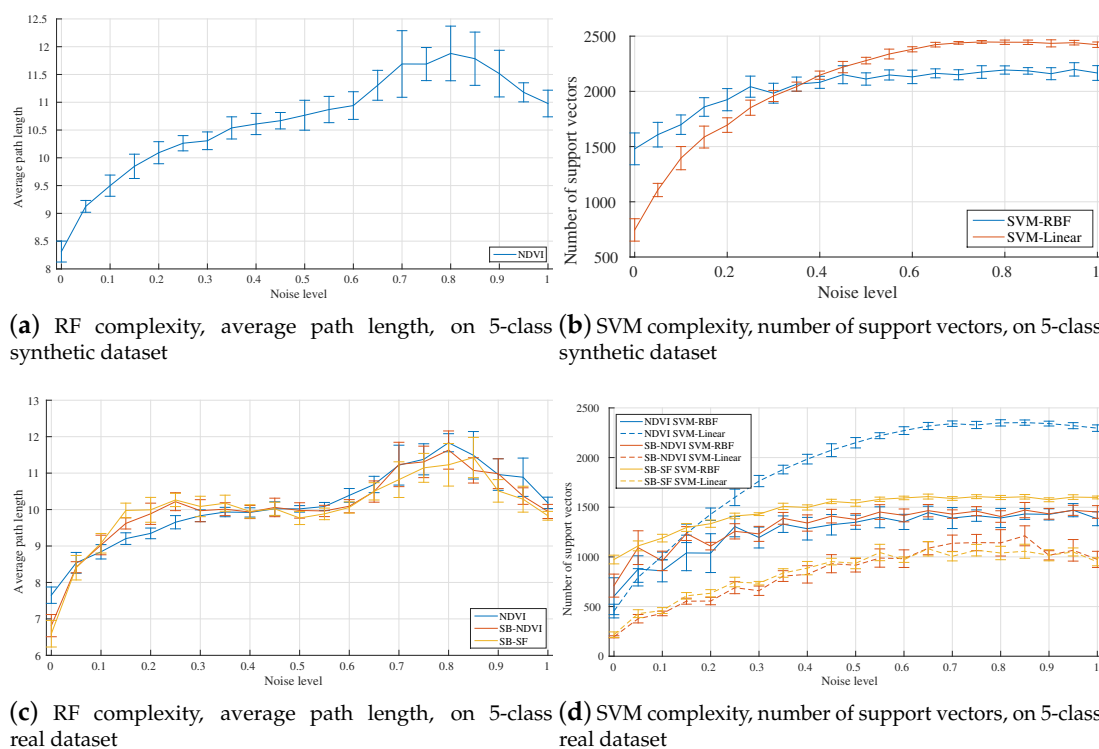 12.5
12
11.5
11
10.5
10
9.5
9
8.5
8
Average path length
0 0.1 0.2 0.3 0.4 0.5 0.6 0.7 0.8 0.9 1
Noise level
NDVI
2500
2000
1500
1000
500
Number of support vectors
0 0.2 0.4 0.6 0.8 1
Noise level
SVM-RBF
SVM-Linear
(a) RF complexity, average path length, on 5-class
synthetic dataset
(b) SVM complexity, number of support vectors, on 5-class
synthetic dataset
13
12
11
10
9
8
7
6
Average path length
0 0.1 0.2 0.3 0.4 0.5 0.6 0.7 0.8 0.9 1
Noise level
NDVI
SB-NDVI
SB-SF
2500
2000
1500
1000
500
0
Number of support vectors
0 0.1 0.2 0.3 0.4 0.5 0.6 0.7 0.8 0.9 1
Noise level
NDVI SVM-RBF
NDVI SVM-Linear
SB-NDVI SVM-RBF
SB-NDVI SVM-Linear
SB-SF SVM-RBF
SB-SF SVM-Linear
(c) RF complexity, average path length, on 5-class
real dataset
(d) SVM complexity, number of support vectors, on 5-class
real dataset